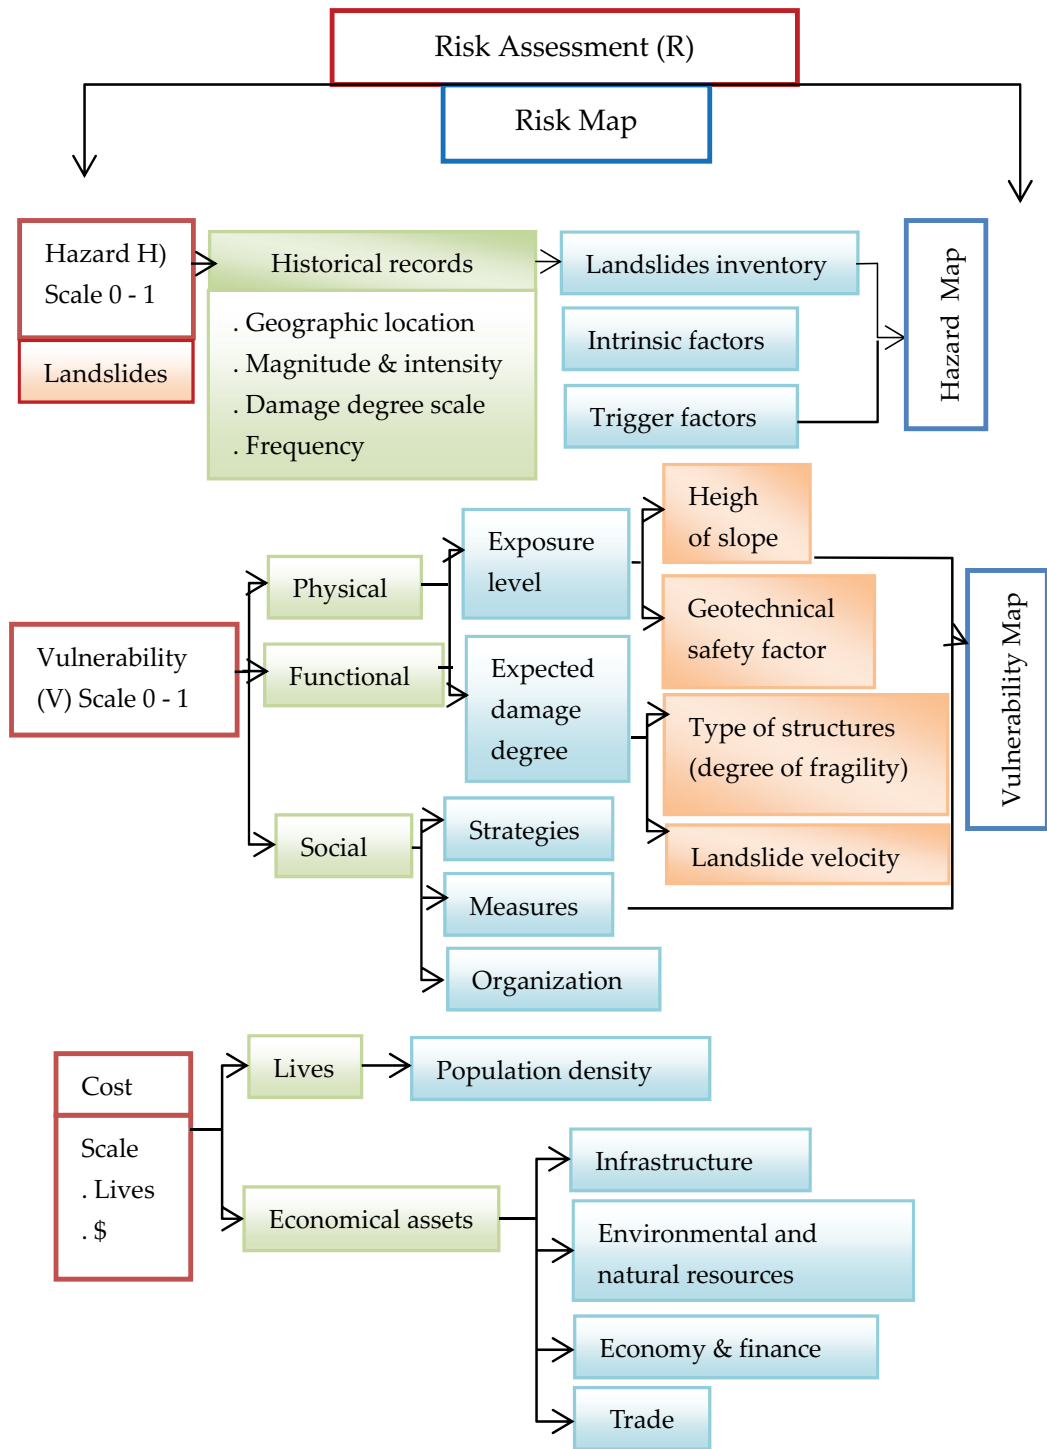 Risk Assessment (R)
Risk Map
Hazard H)
Scale 0 - 1
Landslides
Historical records
. Geographic location
. Magnitude & intensity
. Damage degree scale
. Frequency
Landslides inventory
Intrinsic factors
Trigger factors
Hazard Map
Vulnerability
(V) Scale 0 - 1
Physical
Functional
Social
Exposure
level
Expected
damage
degree
Heigh
of slope
Geotechnical
safety factor
Type of structures
(degree of fragility)
Landslide velocity
Strategies
Measures
Organization
Vulnerability Map
Cost
Scale
. Lives
. $
Lives
Population density
Economical assets
Infrastructure
Environmental and
natural resources
Economy & finance
Trade